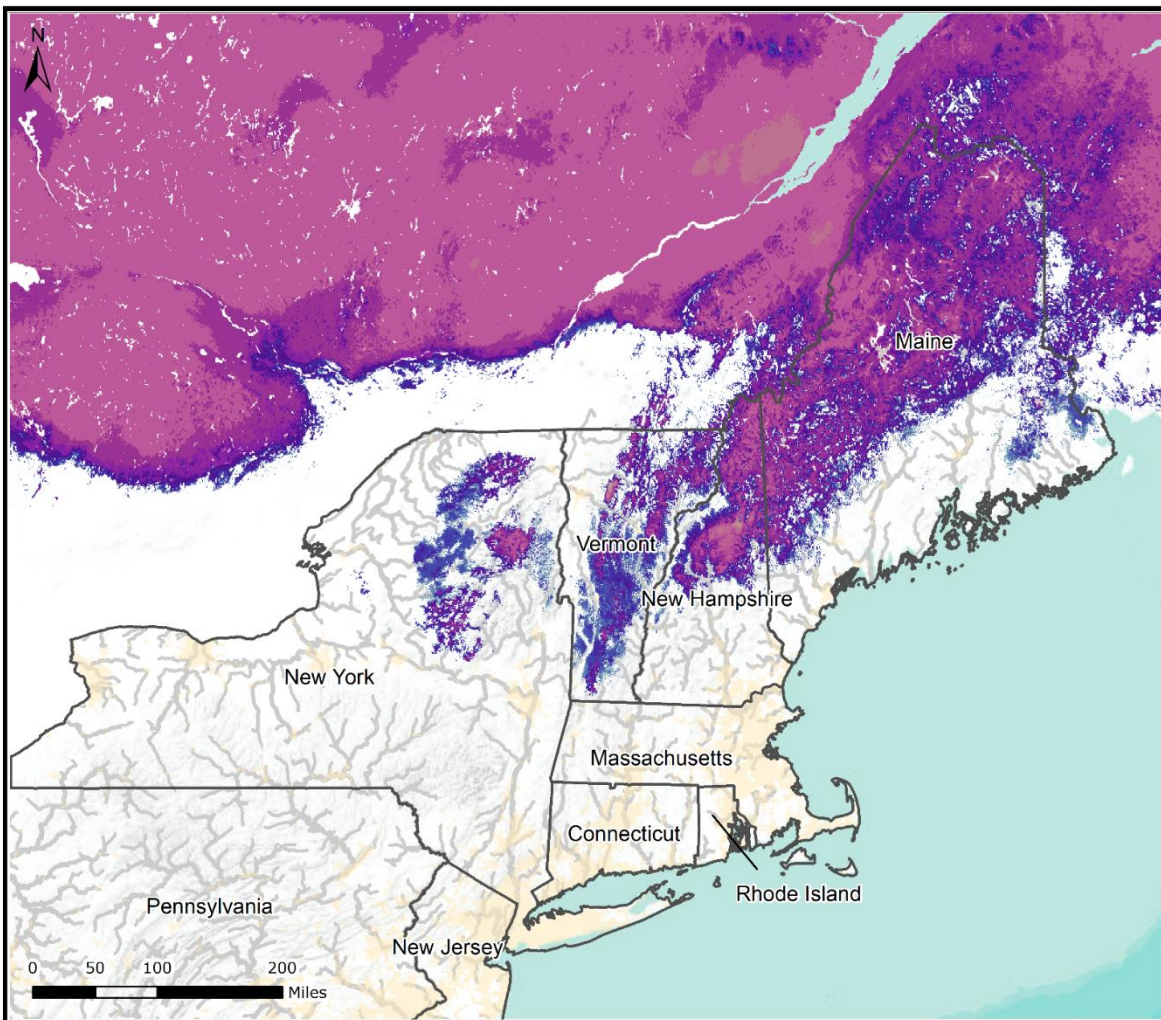 N
Maine
Vermont
New Hampshire
New York
Massachusetts
Connecticut
Rhode Island
Pennsylvania
New Jersey
0 50 100 200
Miles